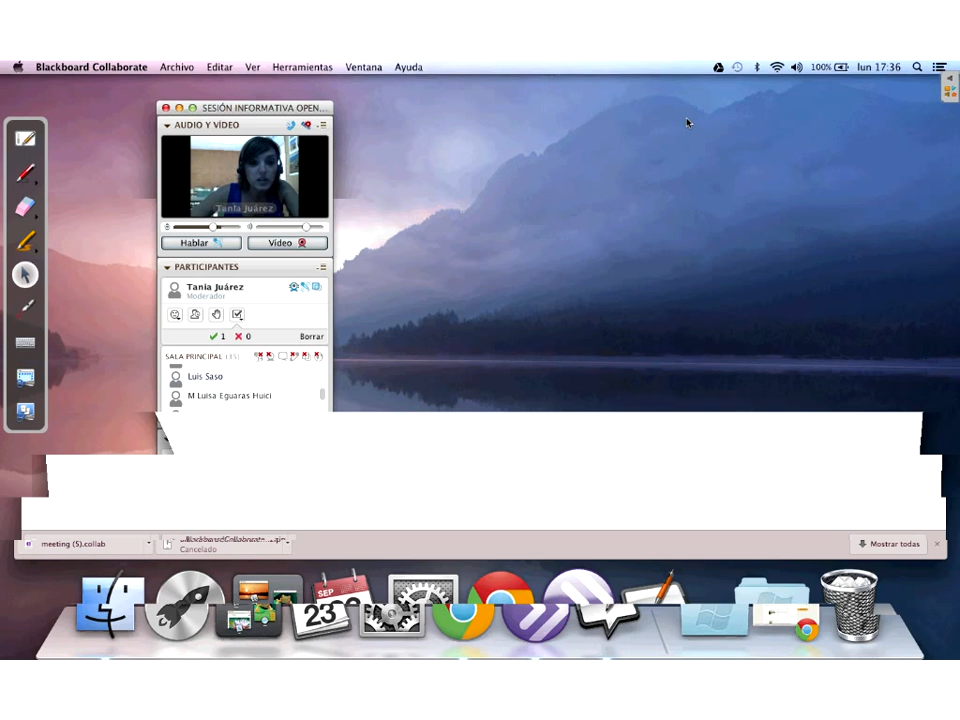 Blackboard Collaborate Archivo Editar Ver Herramientas Ventana Ayuda 100% lun 17:36
SESIÓN INFORMATIVA OPEN...
AUDIO Y VÍDEO
Tania Juárez
Hablar Vídeo
PARTICIPANTES
Tania Juárez
Moderador
1 0 Borrar
SALA PRINCIPAL
Luis Saso
M Luisa Eguaras Huici
meeting (5).collab
Cancelado
Mostrar todas
SEP
23